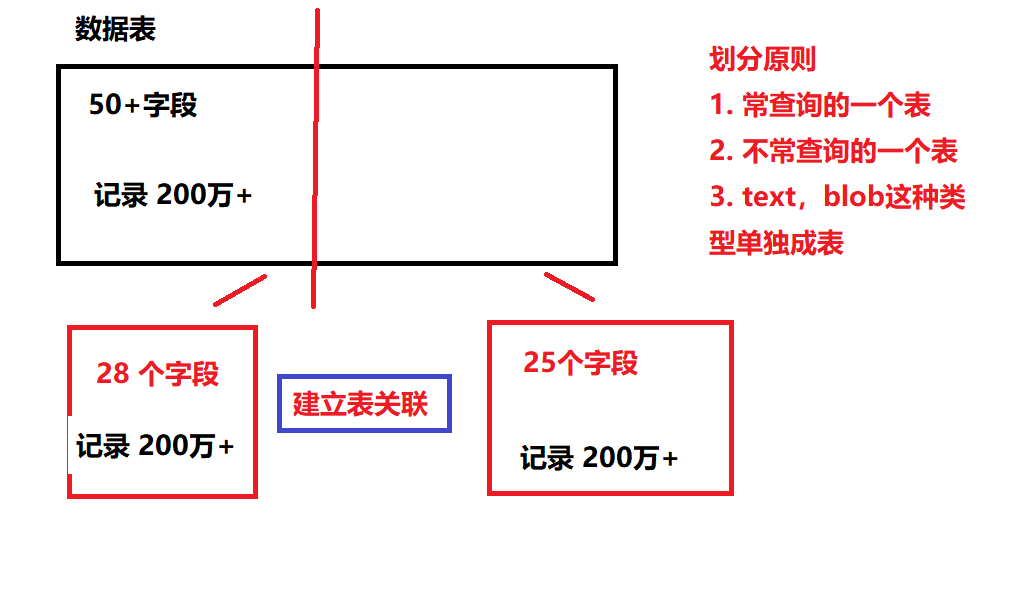 数据表
50+字段
记录 200万+
划分原则
1. 常查询的一个表
2. 不常查询的一个表
3. text，blob这种类
型单独成表
28 个字段
记录 200万+
建立表关联
25个字段
记录 200万+